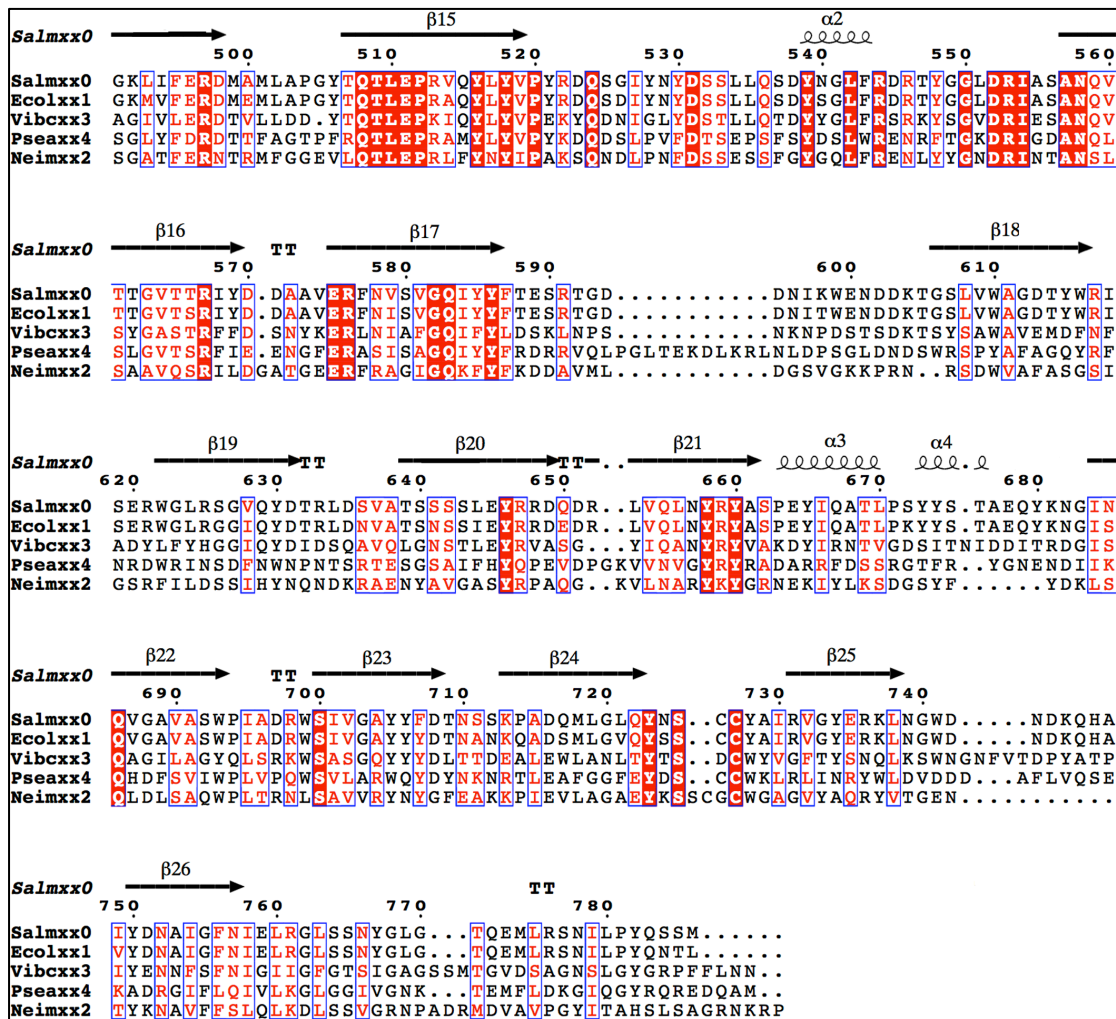 β15 α2
Salmxx0
500 510 520 530 540 550 560
Salmxx0 GKLIFERDMAMLAPGYTQTLEPRVQYLYVPYRDQSGIYNYDSSLLQSDYNGLFRDRTYGGLDRIASANQV
Ecolxx1 GKMVFERDMEMLAPGYTQTLEPRAQYLYVPYRDQSDIYNYDSSLLQSDYSGLFRDRTYGGLDRIASANQV
Vibcxx3 AGIVLERDTVLLDD.YTQTLEPKIQYLYVPEKYQDNIGLYDSTLLQTDYYGLFRSRKYSGVDRIESANQV
Pseaxx4 SGLYFDRDTTFAGTPFRQTLEPRAMYLYVPYKDQDSLPVFDTSEPSFSYDSLWRENRFTGKDRIGDANQL
Neimxx2 SGATFERNTRMFGGEVLQTLEPRLFYNYIPAKSQNDLPNFDSSESSFGYGQLFRENLYYGNDRINTANSL
β16 β17 β18
Salmxx0 TT
570 580 590 600 610
Salmxx0 TTGVTTRIYD.DAAVERFNVSVGQIYYFTESRTGD...........DNIKWENDDKTGSLVWAGDTYWRI
Ecolxx1 TTGVTSRIYD.DAAVERFNISVGQIYYFTESRTGD...........DNITWENDDKTGSLVWAGDTYWRI
Vibcxx3 SYGASTRFFD.SNYKERLNIAFGQIFYLDSKLNPS...........NKNPDSTSDKTSYSAWAVEMDFNF
Pseaxx4 SLGVTSRFIE.ENGFERASISAGQIYYFRDRRVQLPGLTEKDLKRLNLDPSGLDNDSWRSPYAFAGQYRF
Neimxx2 SAAVQSRILDGATGEERFRAGIGQKFYFKDDAVML...........DGSVGKKPRN..RSDWVAFASGSI
β19 β20 β21 α3 α4
Salmxx0 TT TT
620 630 640 650 660 670 680
Salmxx0 SERWGLRSGVQYDTRLDSVATSSSSLEYRRDQDR..LVQLNYRYASPEYIQATLPSYYS.TAEQYKNGIN
Ecolxx1 SERWGLRGGIQYDTRLDNVATSNSSIEYRRDEDR..LVQLNYRYASPEYIQATLPKYYS.TAEQYKNGIS
Vibcxx3 ADYLFYHGGIQYDIDSQAVQLGNSTLEYRVASG...YIQANYRYVAKDYIRNTVGDSITNIDDITRDGIS
Pseaxx4 NRDWRINSDFNWNPNTSRTESGSAIFHYQPEVDPGKVVNVGYRYRADARRFDSSRGTFR..YGNENDIIK
Neimxx2 GSRFILDSSIHYNQNDKRAENYAVGASYRPAQG..KVLNARYKYGRNEKIYLKSDGSYF.....YDKLS
β22 β23 β24 β25
Salmxx0 TT
690 700 710 720 730 740
Salmxx0 QVGAVASWPIADRWSIVGAYYFDTNSSKPADQMLGLQYNS..CCYAIRVGYERKLNGWD.....NDKQHA
Ecolxx1 QVGAVASWPIADRWSIVGAYYYDTNANKQADSMLGVQYSS..CCYAIRVGYERKLNGWD.....NDKQHA
Vibcxx3 QAGILAGYQLSRKWSASGQYYYDLTTDEALEWLANLTYTS..DCWYVGFTYSNQLKSWNGNFVTDPYATP
Pseaxx4 QHDFSVIWPLVPQWSVLARWQYDYNKNRTLEAFGGFEYDS..CCWKLRLINRYWLDVDDD...AFLVQSE
Neimxx2 QLDLSAQWPLTRNLSAVVRYNYGFEAKKPIEVLAGAEYKSSCGCWGAGVYAQRYVTGEN...........
β26
Salmxx0 TT
750 760 770 780
Salmxx0 IYDNAIGFNIELRGLSSNYGLG...TQEMLRSNILPYQSSM......
Ecolxx1 VYDNAIGFNIELRGLSSNYGLG...TQEMLRSNILPYQNTL......
Vibcxx3 IYENNFSFNIGIIGFGTSIGAGSSMTGVDSAGNSLGYGRPFFLNN..
Pseaxx4 KADRGIFLQIVLKGLGGIVGNK...TEMFLDKGIQGYRQREDQAM..
Neimxx2 TYKNAVFFSLQLKDLSSVGRNPADRMDVAVPGYITAHSLSAGRNKRP